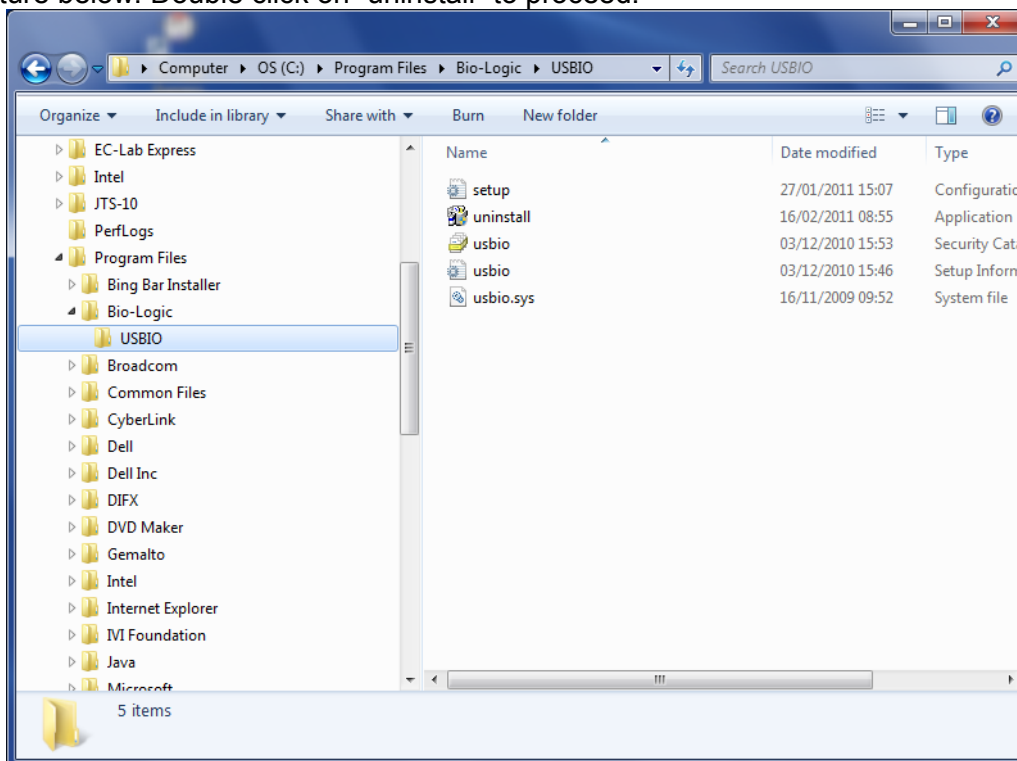 ture below. Double click on "uninstall" to proceed.
Computer ▸ OS (C:) ▸ Program Files ▸ Bio-Logic ▸ USBIO
Search USBIO
Organize Include in library Share with Burn New folder
EC-Lab Express
Intel
JTS-10
PerfLogs
Program Files
Bing Bar Installer
Bio-Logic
USBIO
Broadcom
Common Files
CyberLink
Dell
Dell Inc
DIFX
DVD Maker
Gemalto
Intel
Internet Explorer
IVI Foundation
Java
Microsoft
Name Date modified Type
setup 27/01/2011 15:07 Configuratic
uninstall 16/02/2011 08:55 Application
usbio 03/12/2010 15:53 Security Cat
usbio 03/12/2010 15:46 Setup Inforn
usbio.sys 16/11/2009 09:52 System file
5 items